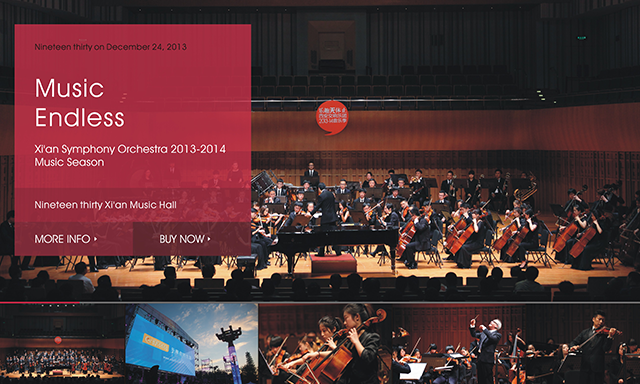 Nineteen thirty on December 24, 2013
Music
Endless
Xi'an Symphony Orchestra 2013-2014
Music Season
Nineteen thirty Xi'an Music Hall
MORE INFO
BUY NOW